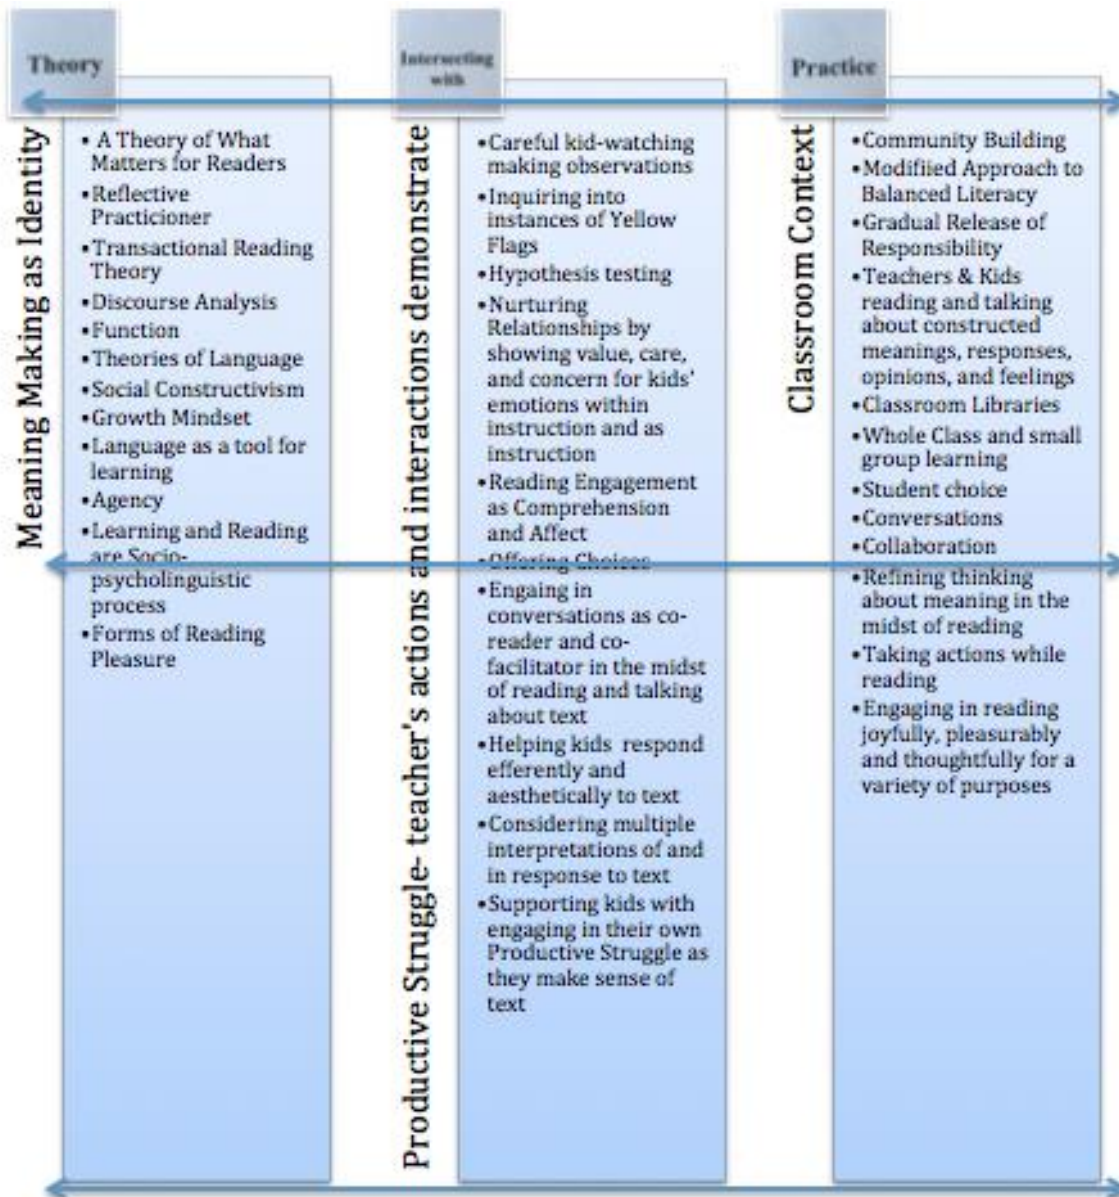 Theory
Meaning Making as Identity
▪ A Theory of What
Matters for Readers
▪Reflective
Practicioner
▪Transactional Reading
Theory
▪Discourse Analysis
▪Function
▪Theories of Language
▪Social Constructivism
▪Growth Mindset
▪Language as a tool for
learning
▪Agency
▪Learning and Reading
are Socio-
psycholinguistic
process
▪Forms of Reading
Pleasure
Intersecting
with
Productive Struggle- teacher's actions and interactions demonstrate
•Careful kid-watching
making observations
•Inquiring into
instances of Yellow
Flags
•Hypothesis testing
•Nurturing
Relationships by
showing value, care,
and concern for kids'
emotions within
instruction and as
instruction
•Reading Engagement
as Comprehension
and Affect
•Offering Choices
•Engaing in
conversations as co-
reader and co-
facilitator in the midst
of reading and talking
about text
•Helping kids respond
efferently and
aesthetically to text
•Considering multiple
interpretations of and
in response to text
•Supporting kids with
engaging in their own
Productive Struggle as
they make sense of
text
Practice
Classroom Context
•Community Building
•Modifiied Approach to
Balanced Literacy
•Gradual Release of
Responsibility
•Teachers & Kids
reading and talking
about constructed
meanings, responses,
opinions, and feelings
•Classroom Libraries
•Whole Class and small
group learning
•Student choice
•Conversations
•Collaboration
•Refining thinking
about meaning in the
midst of reading
•Taking actions while
reading
•Engaging in reading
joyfully, pleasurably
and thoughtfully for a
variety of purposes